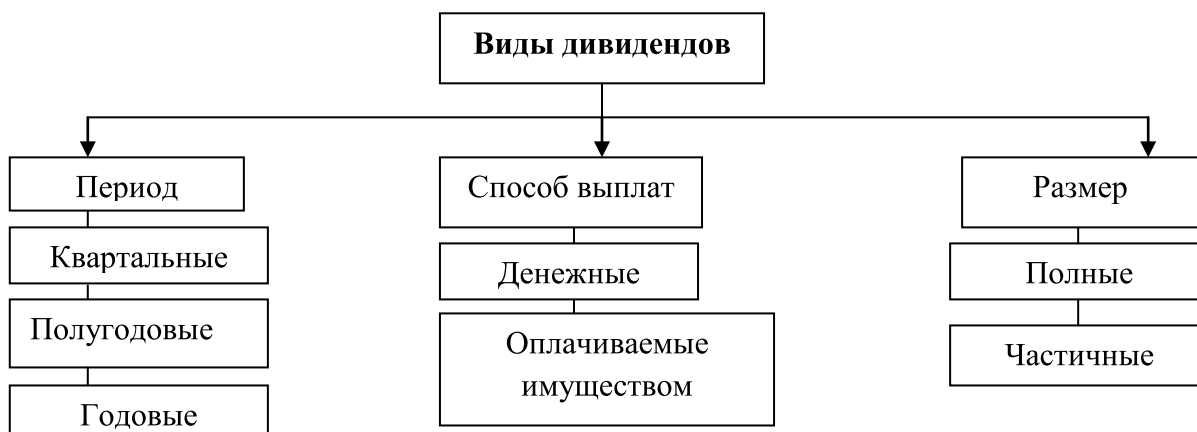 Виды дивидендов
Период
Квартальные
Полугодовые
Годовые
Способ выплат
Денежные
Оплачиваемые
имуществом
Размер
Полные
Частичные